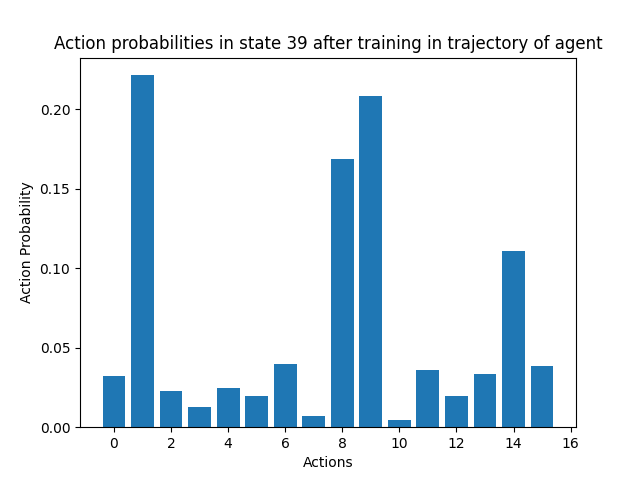 Action probabilities in state 39 after training in trajectory of agent
Action Probability
0.20
0.15
0.10
0.05
0.00
0 2 4 6 8 10 12 14 16
Actions